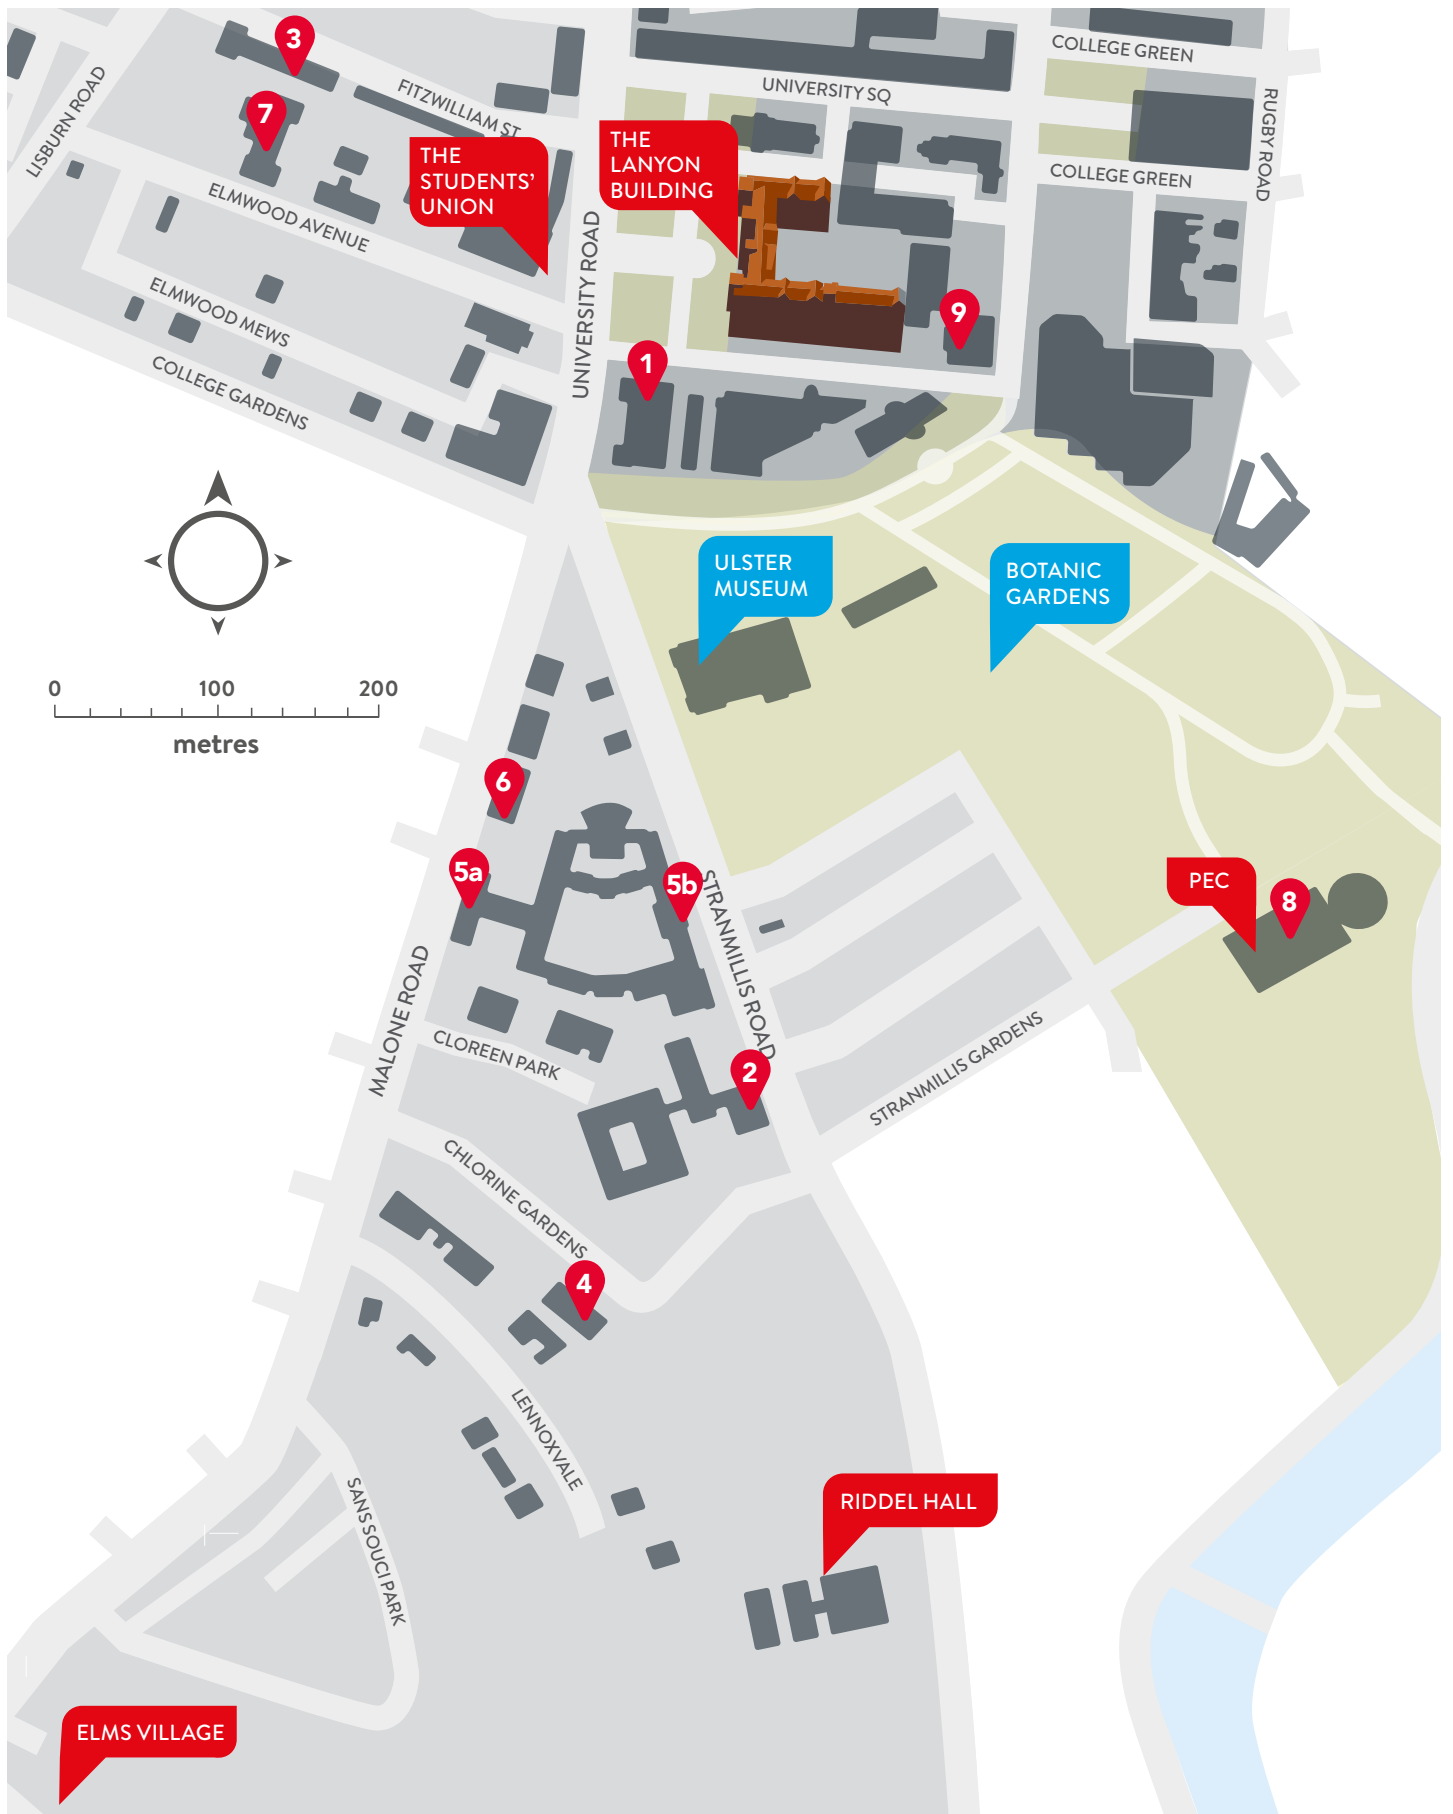 3
COLLEGE GREEN
FITZWILLIAM ST
UNIVERSITY SQ
RUGBY ROAD
LISBURN ROAD
7
THE
STUDENTS'
UNION
THE
LANYON
BUILDING
COLLEGE GREEN
ELMWOOD AVENUE
UNIVERSITY ROAD
ELMWOOD MEWS
9
COLLEGE GARDENS
1
ULSTER
MUSEUM
BOTANIC
GARDENS
0 100 200
metres
6
5a
5b
STRANMILLIS ROAD
PEC
8
MALONE ROAD
CLOREEN PARK
2
STRANMILLIS GARDENS
CHLORINE GARDENS
4
LENNOXVALE
SANS SOUCI PARK
RIDDEL HALL
ELMS VILLAGE